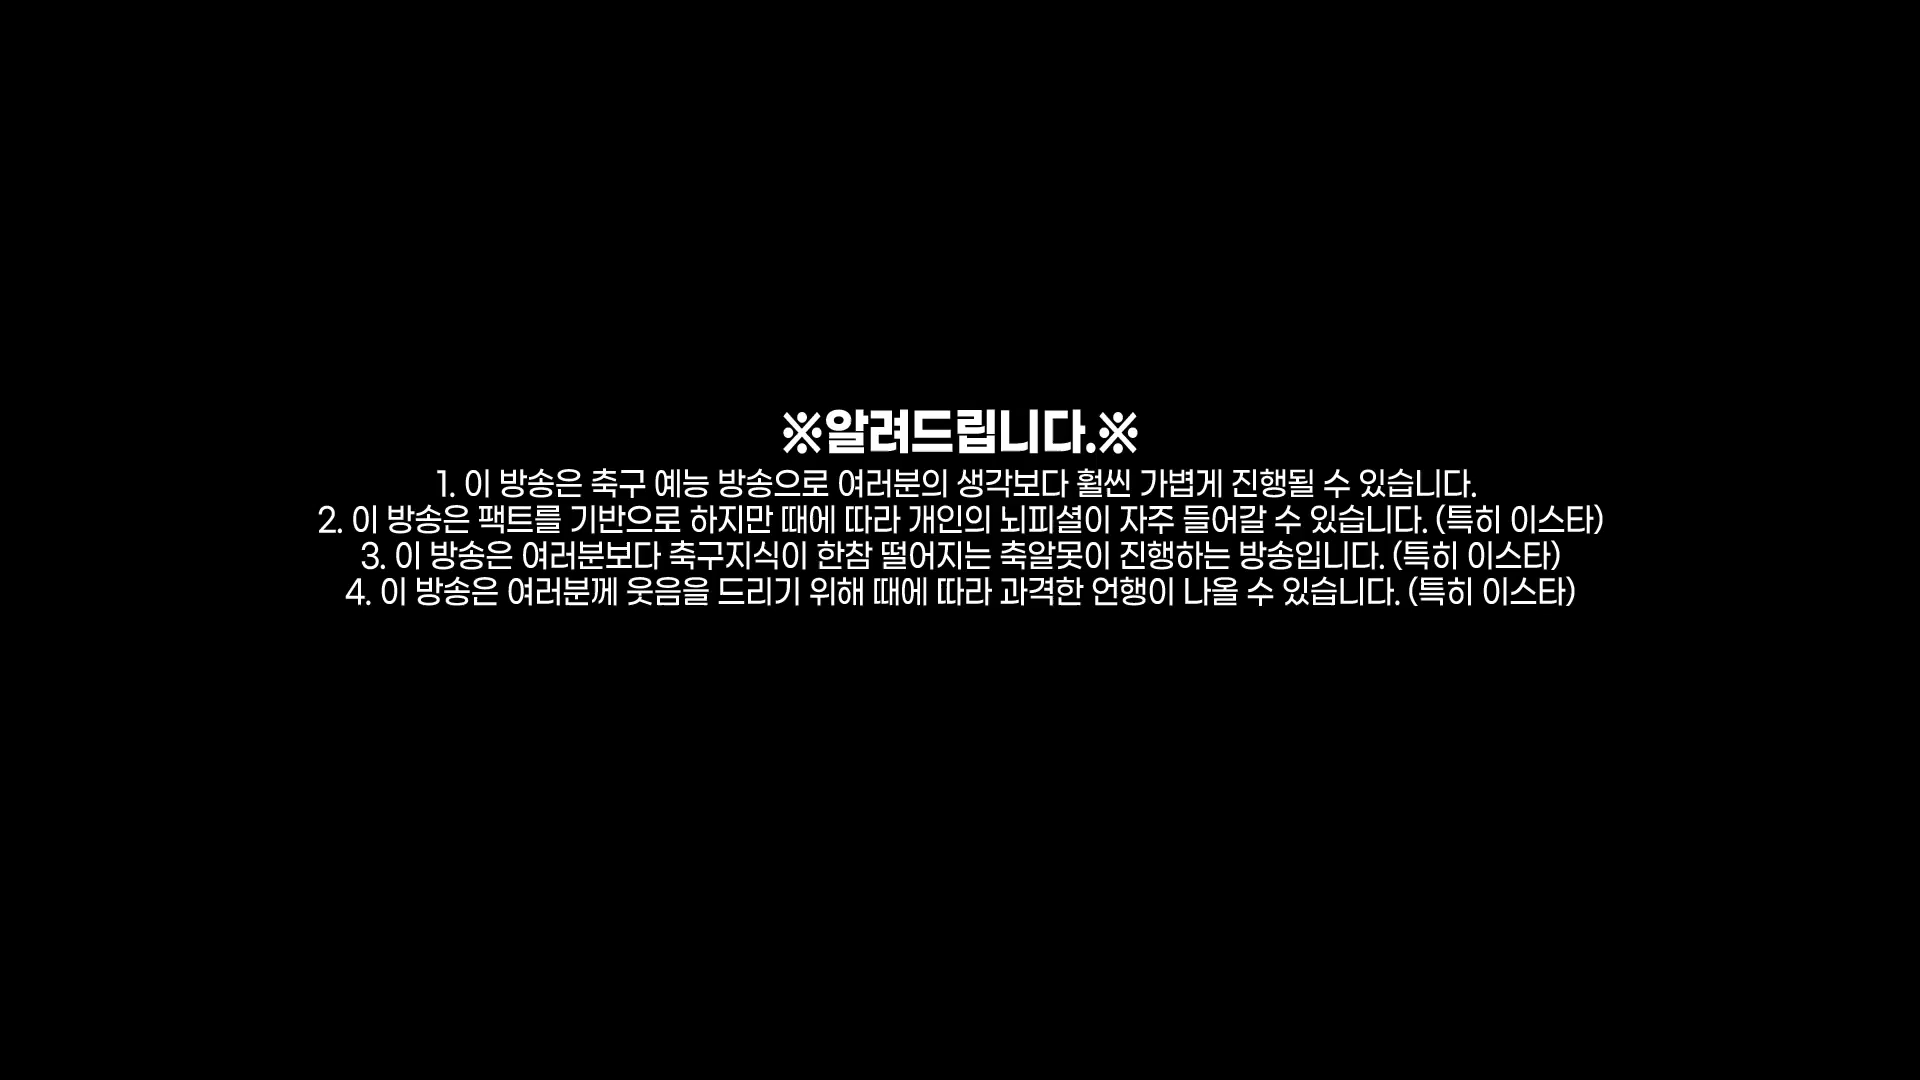 ※알려드립니다.※
1. 이 방송은 축구 예능 방송으로 여러분의 생각보다 훨씬 가볍게 진행될 수 있습니다.
2. 이 방송은 팩트를 기반으로 하지만 때에 따라 개인의 뇌피셜이 자주 들어갈 수 있습니다. (특히 이스타)
3. 이 방송은 여러분보다 축구지식이 한참 떨어지는 축알못이 진행하는 방송입니다. (특히 이스타)
4. 이 방송은 여러분께 웃음을 드리기 위해 때에 따라 과격한 언행이 나올 수 있습니다. (특히 이스타)